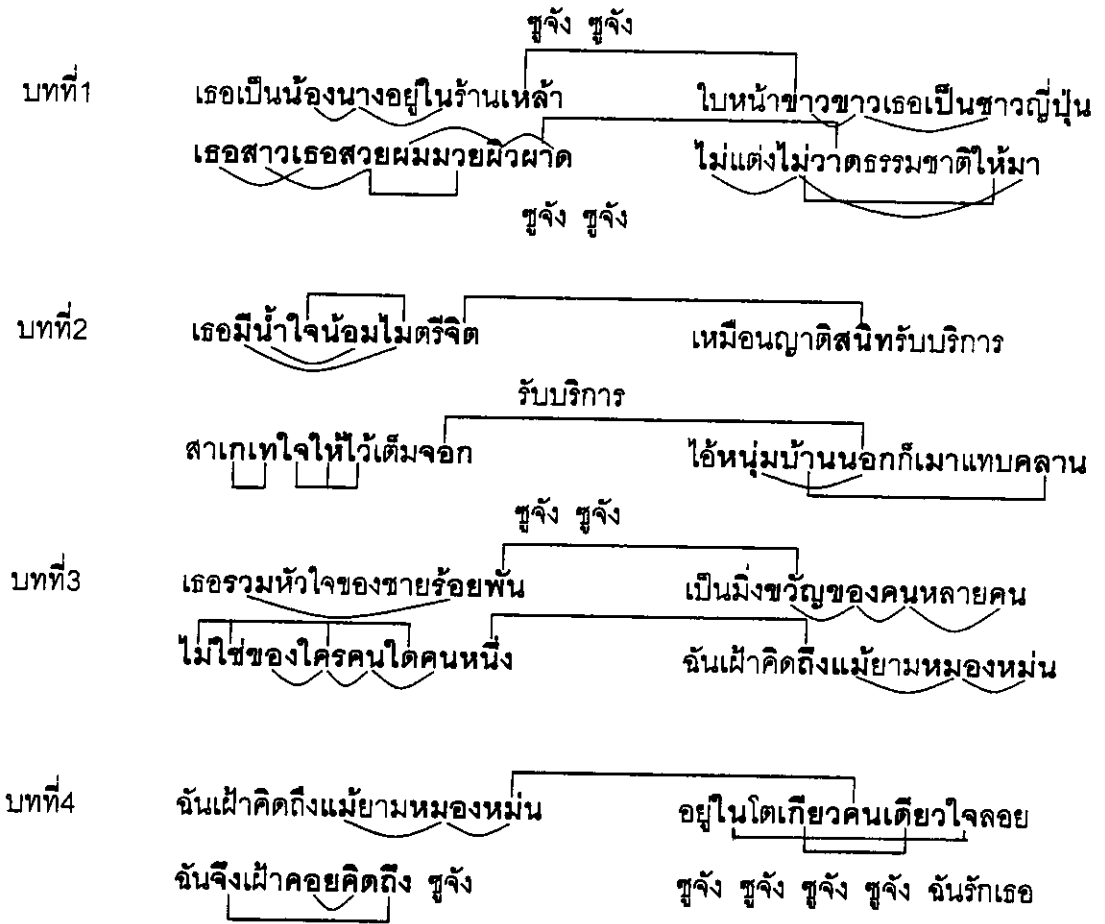 ซูจัง ซูจัง
บทที่1 เธอเป็นน้องนางอยู่ในร้านเหล้า ใบหน้าขาวขาวเธอเป็นชาวญี่ปุ่น
เธอสาวเธอสวยผมมวยผิวผาด ไม่แต่งไม่วาดธรรมชาติให้มา
ซูจัง ซูจัง
บทที่2 เธอมีน้ำใจน้อมไมตรีจิต เหมือนญาติสนิทรับบริการ
รับบริการ
สาเกเทใจให้ไว้เต็มจอก ไอ้หนุ่มบ้านนอกก็เมาแทบคลาน
ซูจัง ซูจัง
บทที่3 เธอรวมหัวใจของชายร้อยพัน เป็นมิ่งขวัญของคนหลายคน
ไม่ใช่ของใครคนใดคนหนึ่ง ฉันเฝ้าคิดถึงแม้ยามหมองหม่น
บทที่4 ฉันเฝ้าคิดถึงแม้ยามหมองหม่น อยู่ในโตเกียวคนเดียวใจลอย
ฉันจึงเฝ้าคอยคิดถึง ซูจัง ซูจัง ซูจัง ซูจัง ซูจัง ฉันรักเธอ